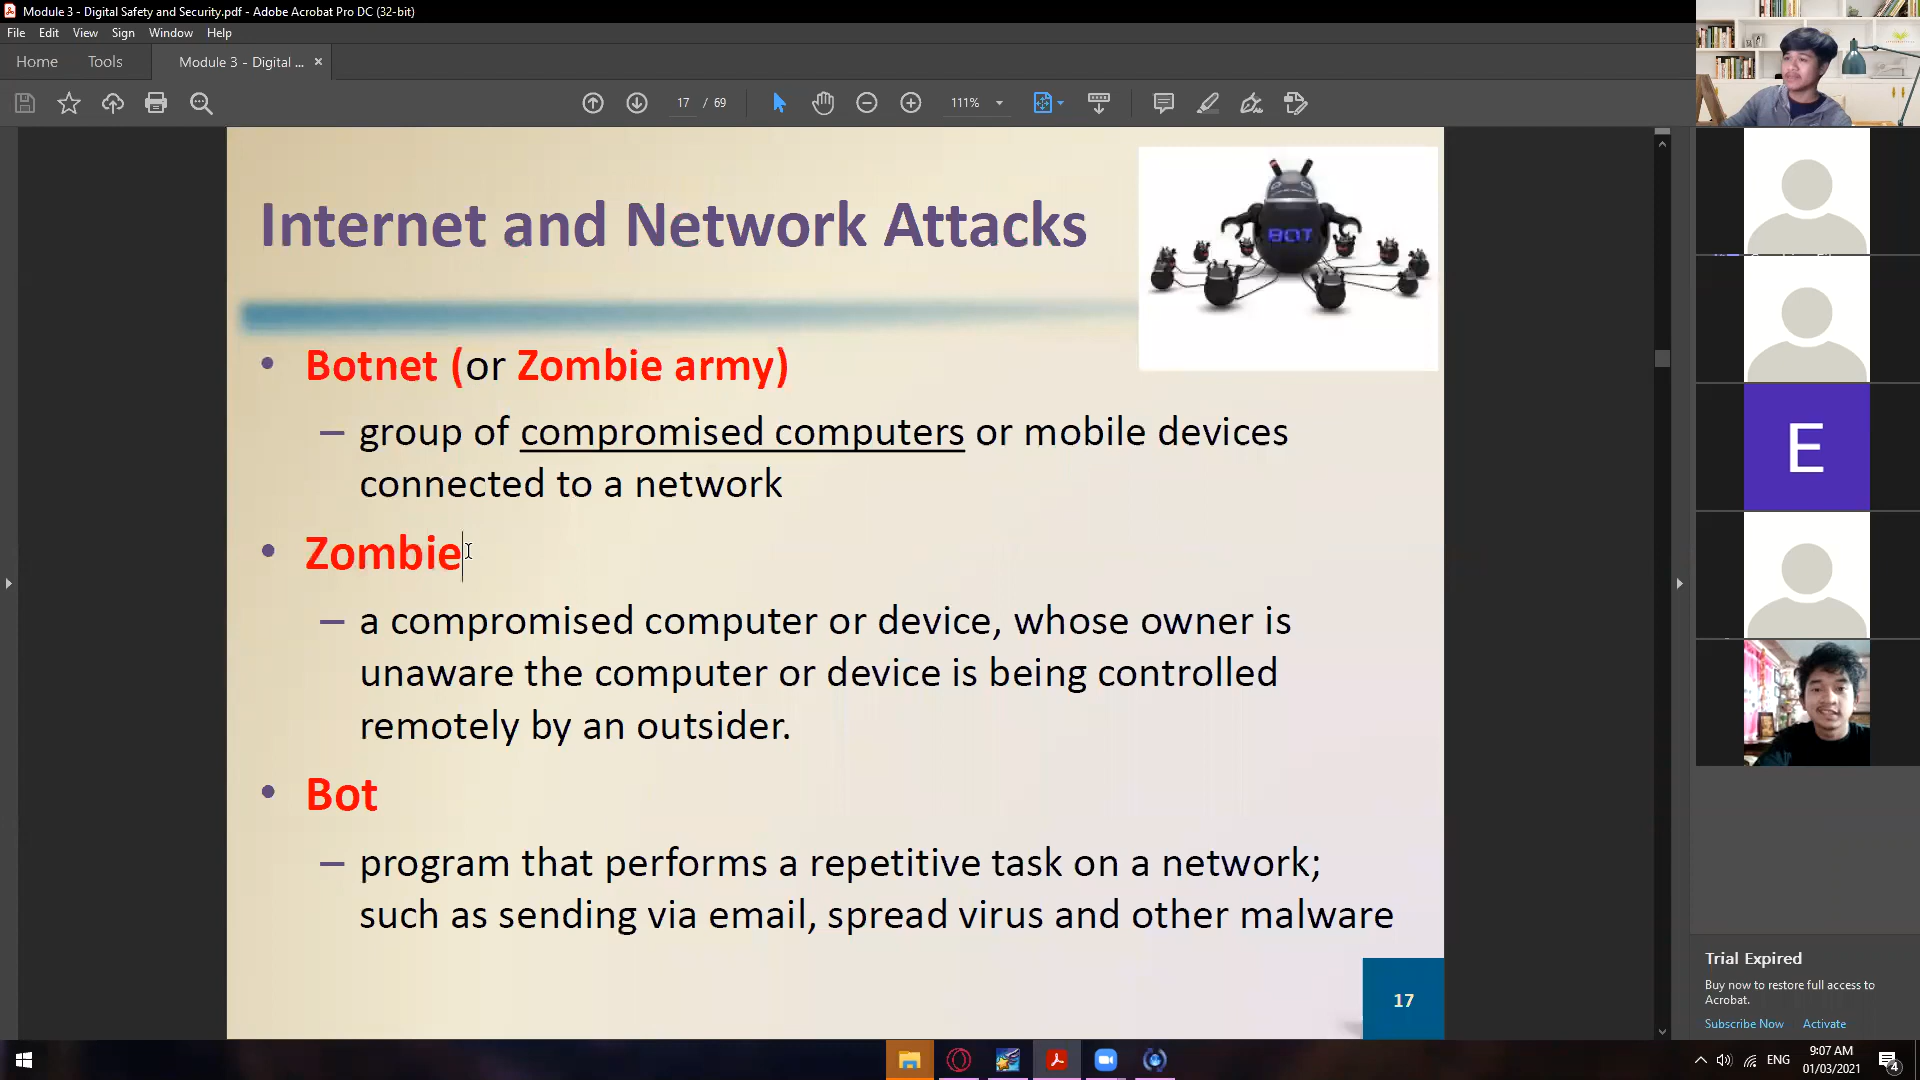 Module 3 - Digital Safety and Security.pdf - Adobe Acrobat Pro DC (32-bit)
File Edit View Sign Window Help
Home Tools Module 3 - Digital ... ×
17 / 69 111%
Internet and Network Attacks
BOT
• Botnet (or Zombie army)
– group of compromised computers or mobile devices
connected to a network
• Zombie
– a compromised computer or device, whose owner is
unaware the computer or device is being controlled
remotely by an outsider.
• Bot
– program that performs a repetitive task on a network;
such as sending via email, spread virus and other malware
17
E
Trial Expired
Buy now to restore full access to
Acrobat.
Subscribe Now Activate
ENG
9:07 AM
01/03/2021
4